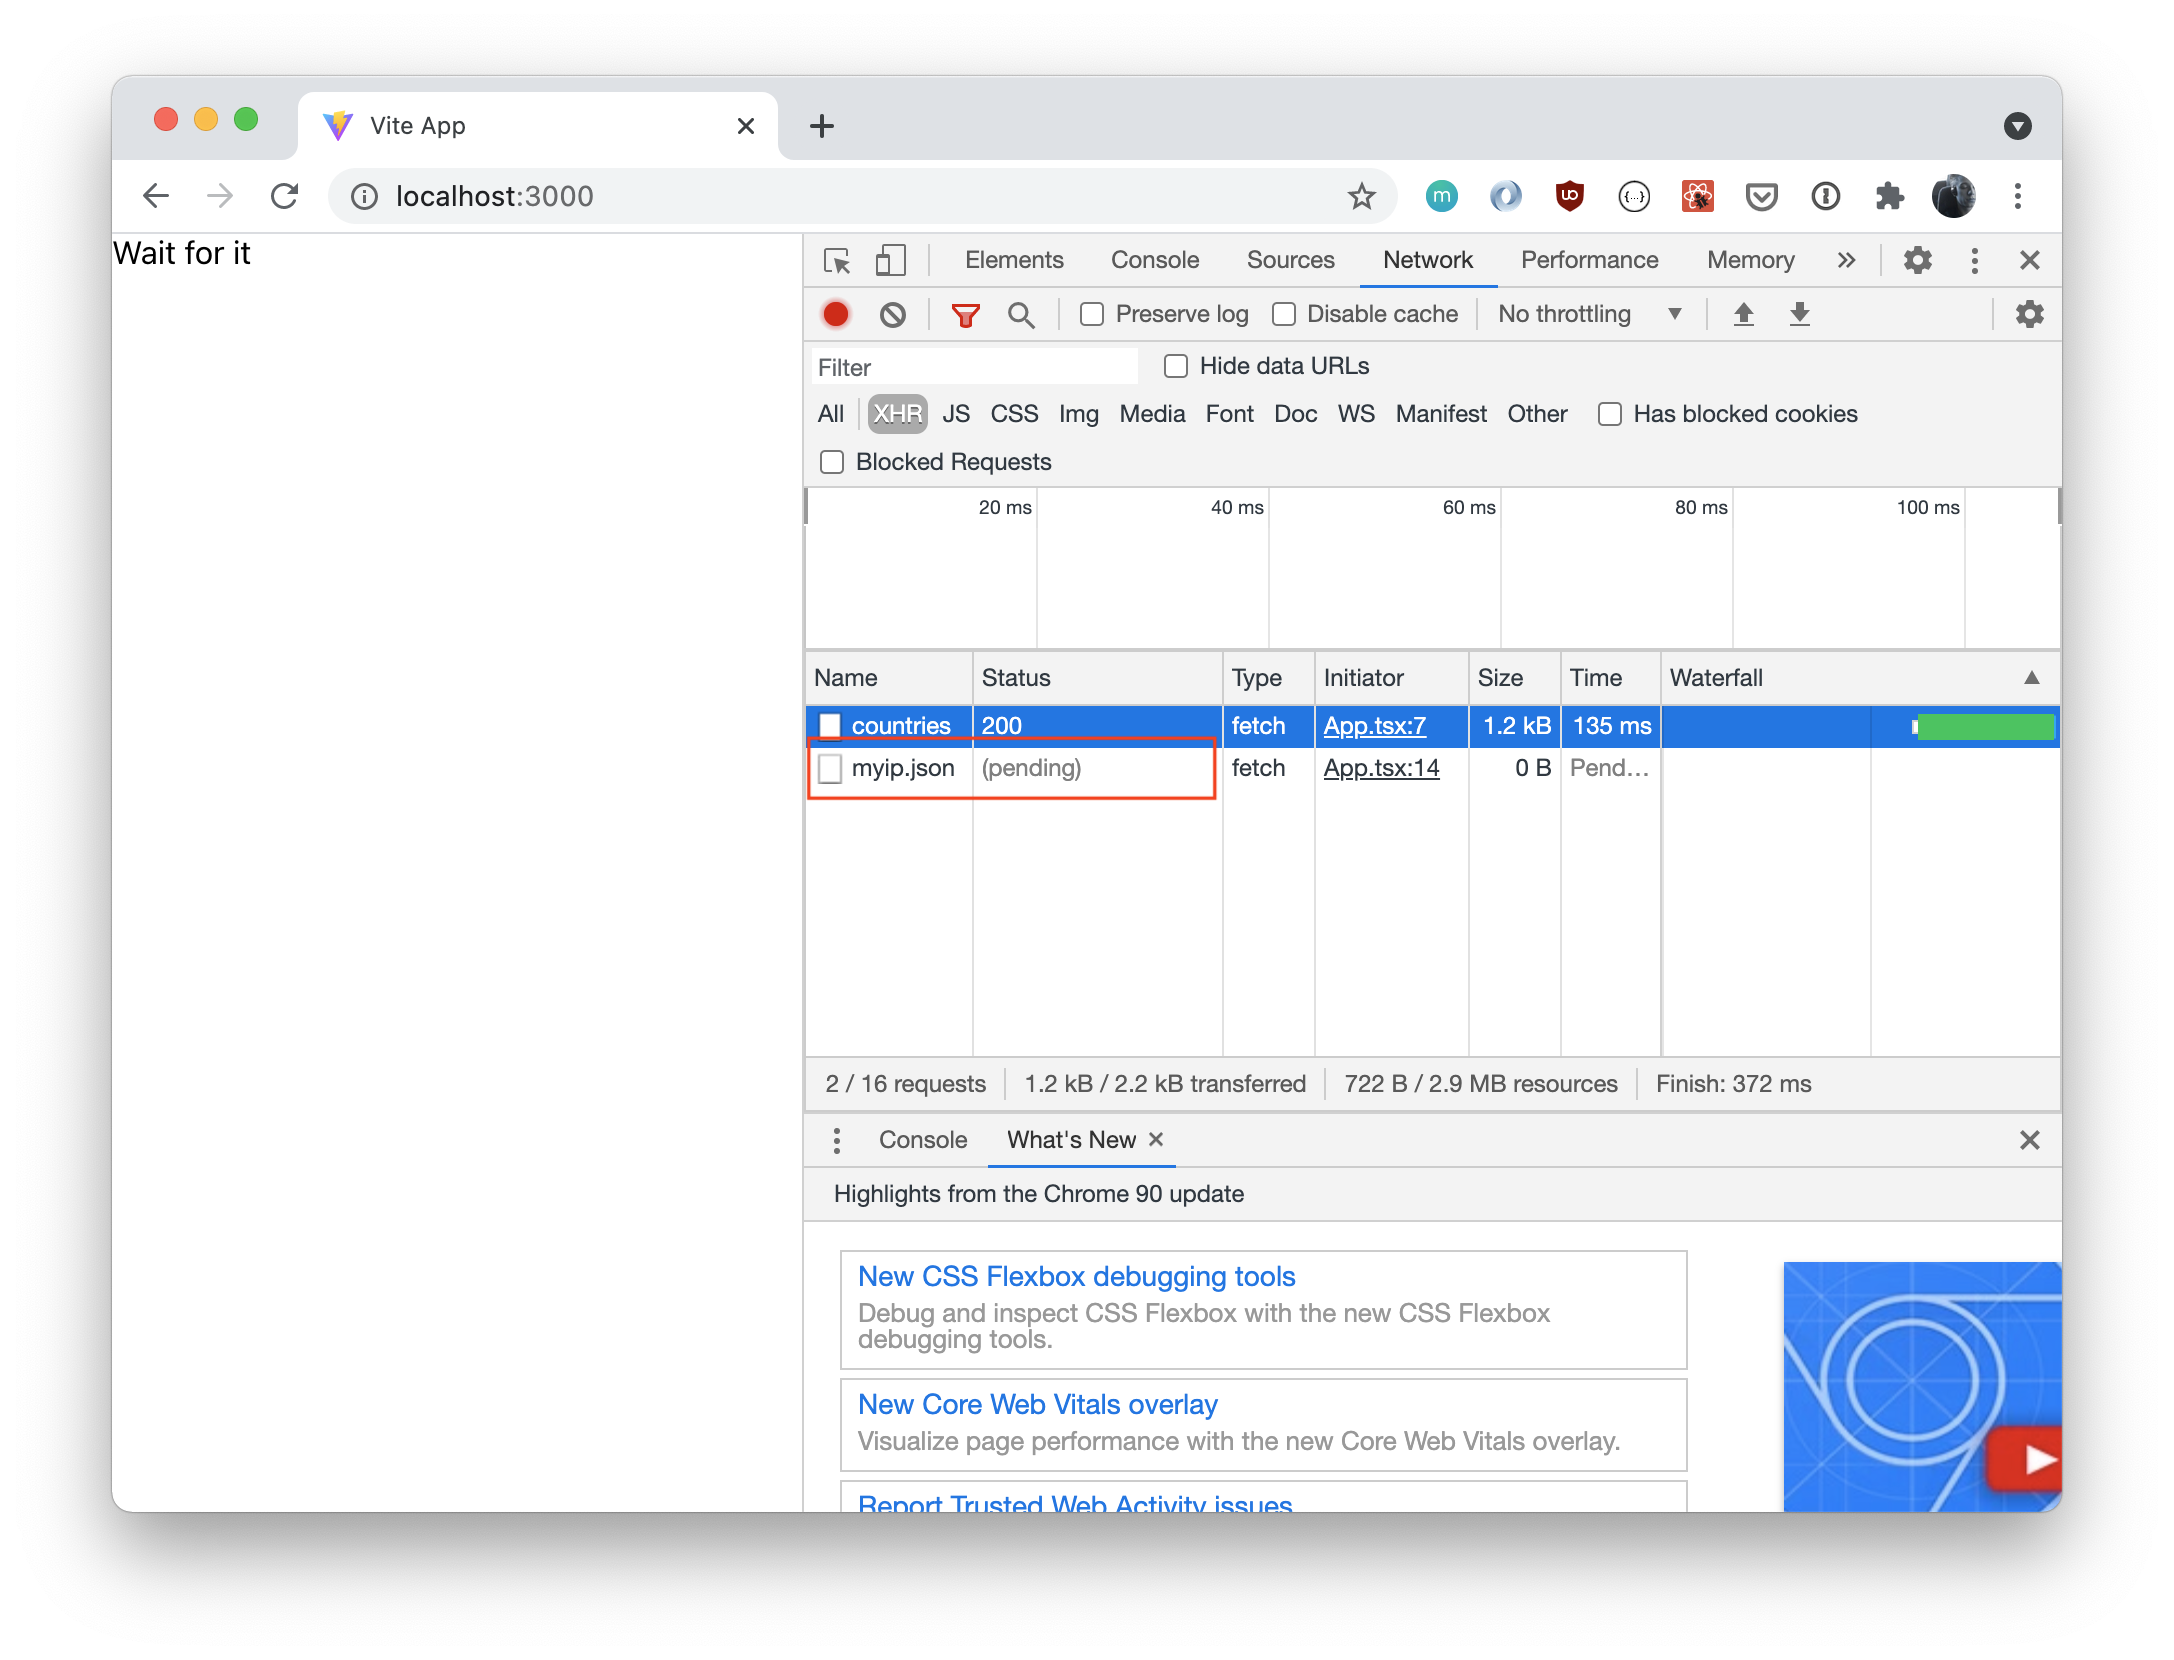 Vite App
localhost:3000
m
UO
{...}
Wait for it
Elements Console Sources Network Performance Memory
Preserve log Disable cache No throttling
Filter Hide data URLs
All XHR JS CSS Img Media Font Doc WS Manifest Other Has blocked cookies
Blocked Requests
20 ms 40 ms 60 ms 80 ms 100 ms
Name Status Type Initiator Size Time Waterfall
countries 200 fetch App.tsx:7 1.2 kB 135 ms
myip.json (pending) fetch App.tsx:14 0 B Pend...
2 / 16 requests 1.2 kB / 2.2 kB transferred 722 B / 2.9 MB resources Finish: 372 ms
Console What's New
Highlights from the Chrome 90 update
New CSS Flexbox debugging tools
Debug and inspect CSS Flexbox with the new CSS Flexbox
debugging tools.
New Core Web Vitals overlay
Visualize page performance with the new Core Web Vitals overlay.
Report Trusted Web Activity issues